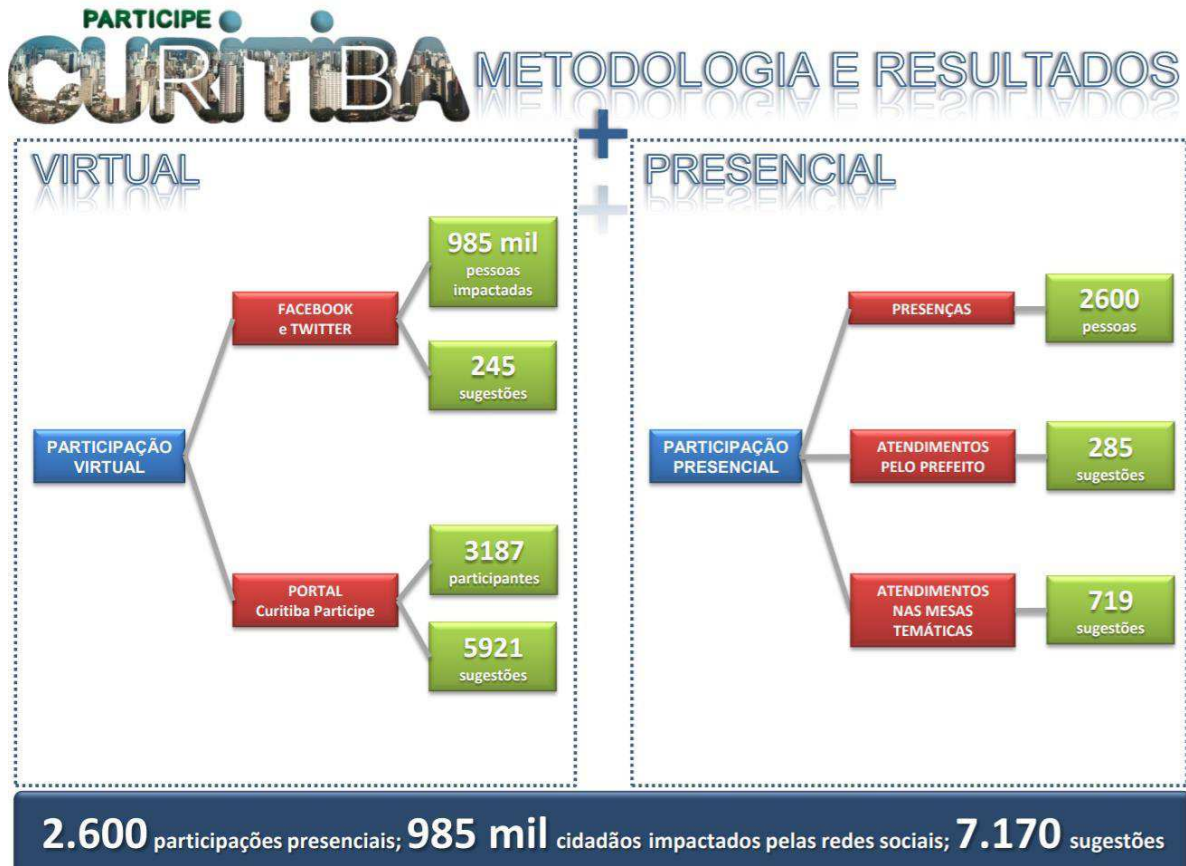 PARTICIPE
CURITIBA
METODOLOGIA E RESULTADOS
+
VIRTUAL
985 mil
pessoas
impactadas
FACEBOOK
e TWITTER
245
sugestões
PARTICIPAÇÃO
VIRTUAL
3187
participantes
PORTAL
Curitiba Participe
5921
sugestões
PRESENCIAL
PRESENÇAS
2600
pessoas
PARTICIPAÇÃO
PRESENCIAL
ATENDIMENTOS
PELO PREFEITO
285
sugestões
ATENDIMENTOS
NAS MESAS
TEMÁTICAS
719
sugestões
2.600 participações presenciais; 985 mil cidadãos impactados pelas redes sociais; 7.170 sugestões